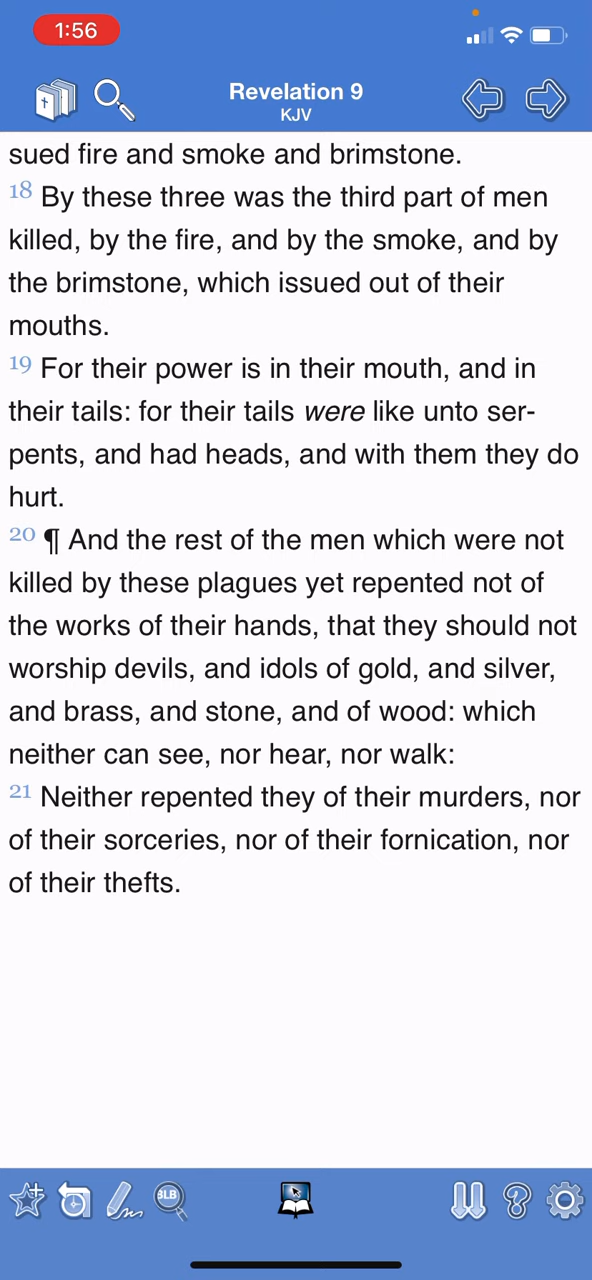 1:56
Revelation 9
KJV
sued fire and smoke and brimstone.
18 By these three was the third part of men
killed, by the fire, and by the smoke, and by
the brimstone, which issued out of their
mouths.
19 For their power is in their mouth, and in
their tails: for their tails were like unto ser-
pents, and had heads, and with them they do
hurt.
20 ¶ And the rest of the men which were not
killed by these plagues yet repented not of
the works of their hands, that they should not
worship devils, and idols of gold, and silver,
and brass, and stone, and of wood: which
neither can see, nor hear, nor walk:
21 Neither repented they of their murders, nor
of their sorceries, nor of their fornication, nor
of their thefts.
BLB